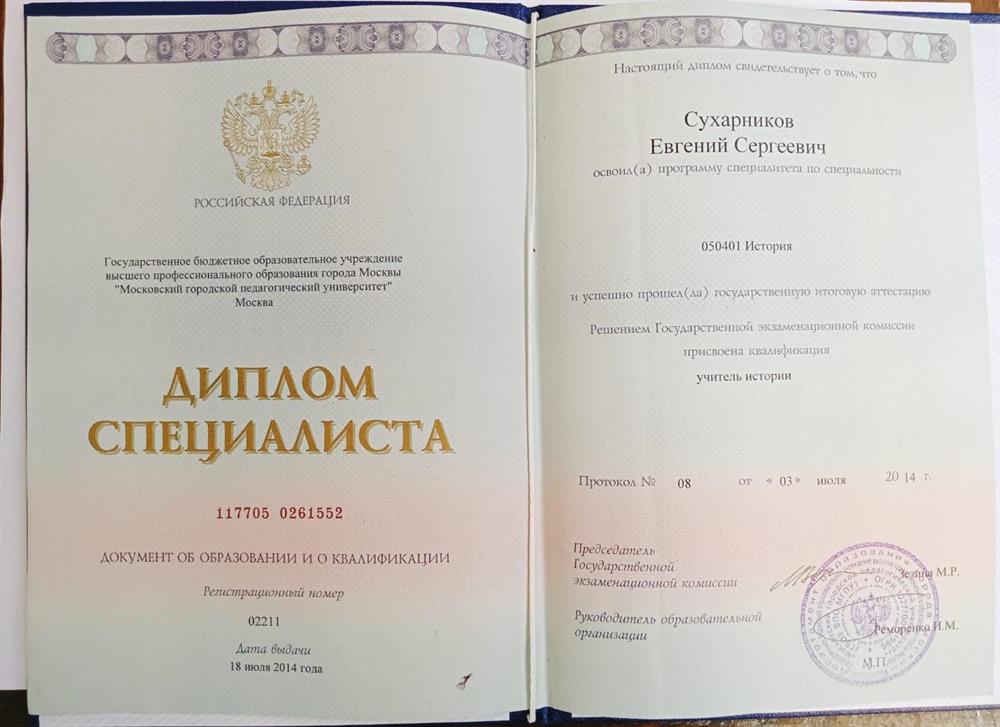 РОССИЙСКАЯ ФЕДЕРАЦИЯ
Государственное бюджетное образовательное учреждение
высшего профессионального образования города Москвы
"Московский городской педагогический университет"
Москва
ДИПЛОМ
СПЕЦИАЛИСТА
117705 0261552
ДОКУМЕНТ ОБ ОБРАЗОВАНИИ И О КВАЛИФИКАЦИИ
Регистрационный номер
02211
Дата выдачи
18 июля 2014 года
Настоящий диплом свидетельствует о том, что
Сухарников
Евгений Сергеевич
освоил(а) программу специалитета по специальности
050401 История
и успешно прошел(ла) государственную итоговую аттестацию
Решением Государственной экзаменационной комиссии
присвоена квалификация
учитель истории
Протокол № 08 от « 03 » июля 20 14 г.
Председатель
Государственной
экзаменационной комиссии
М.Р.
Руководитель образовательной
организации
Реморенко И.М.
М.П.